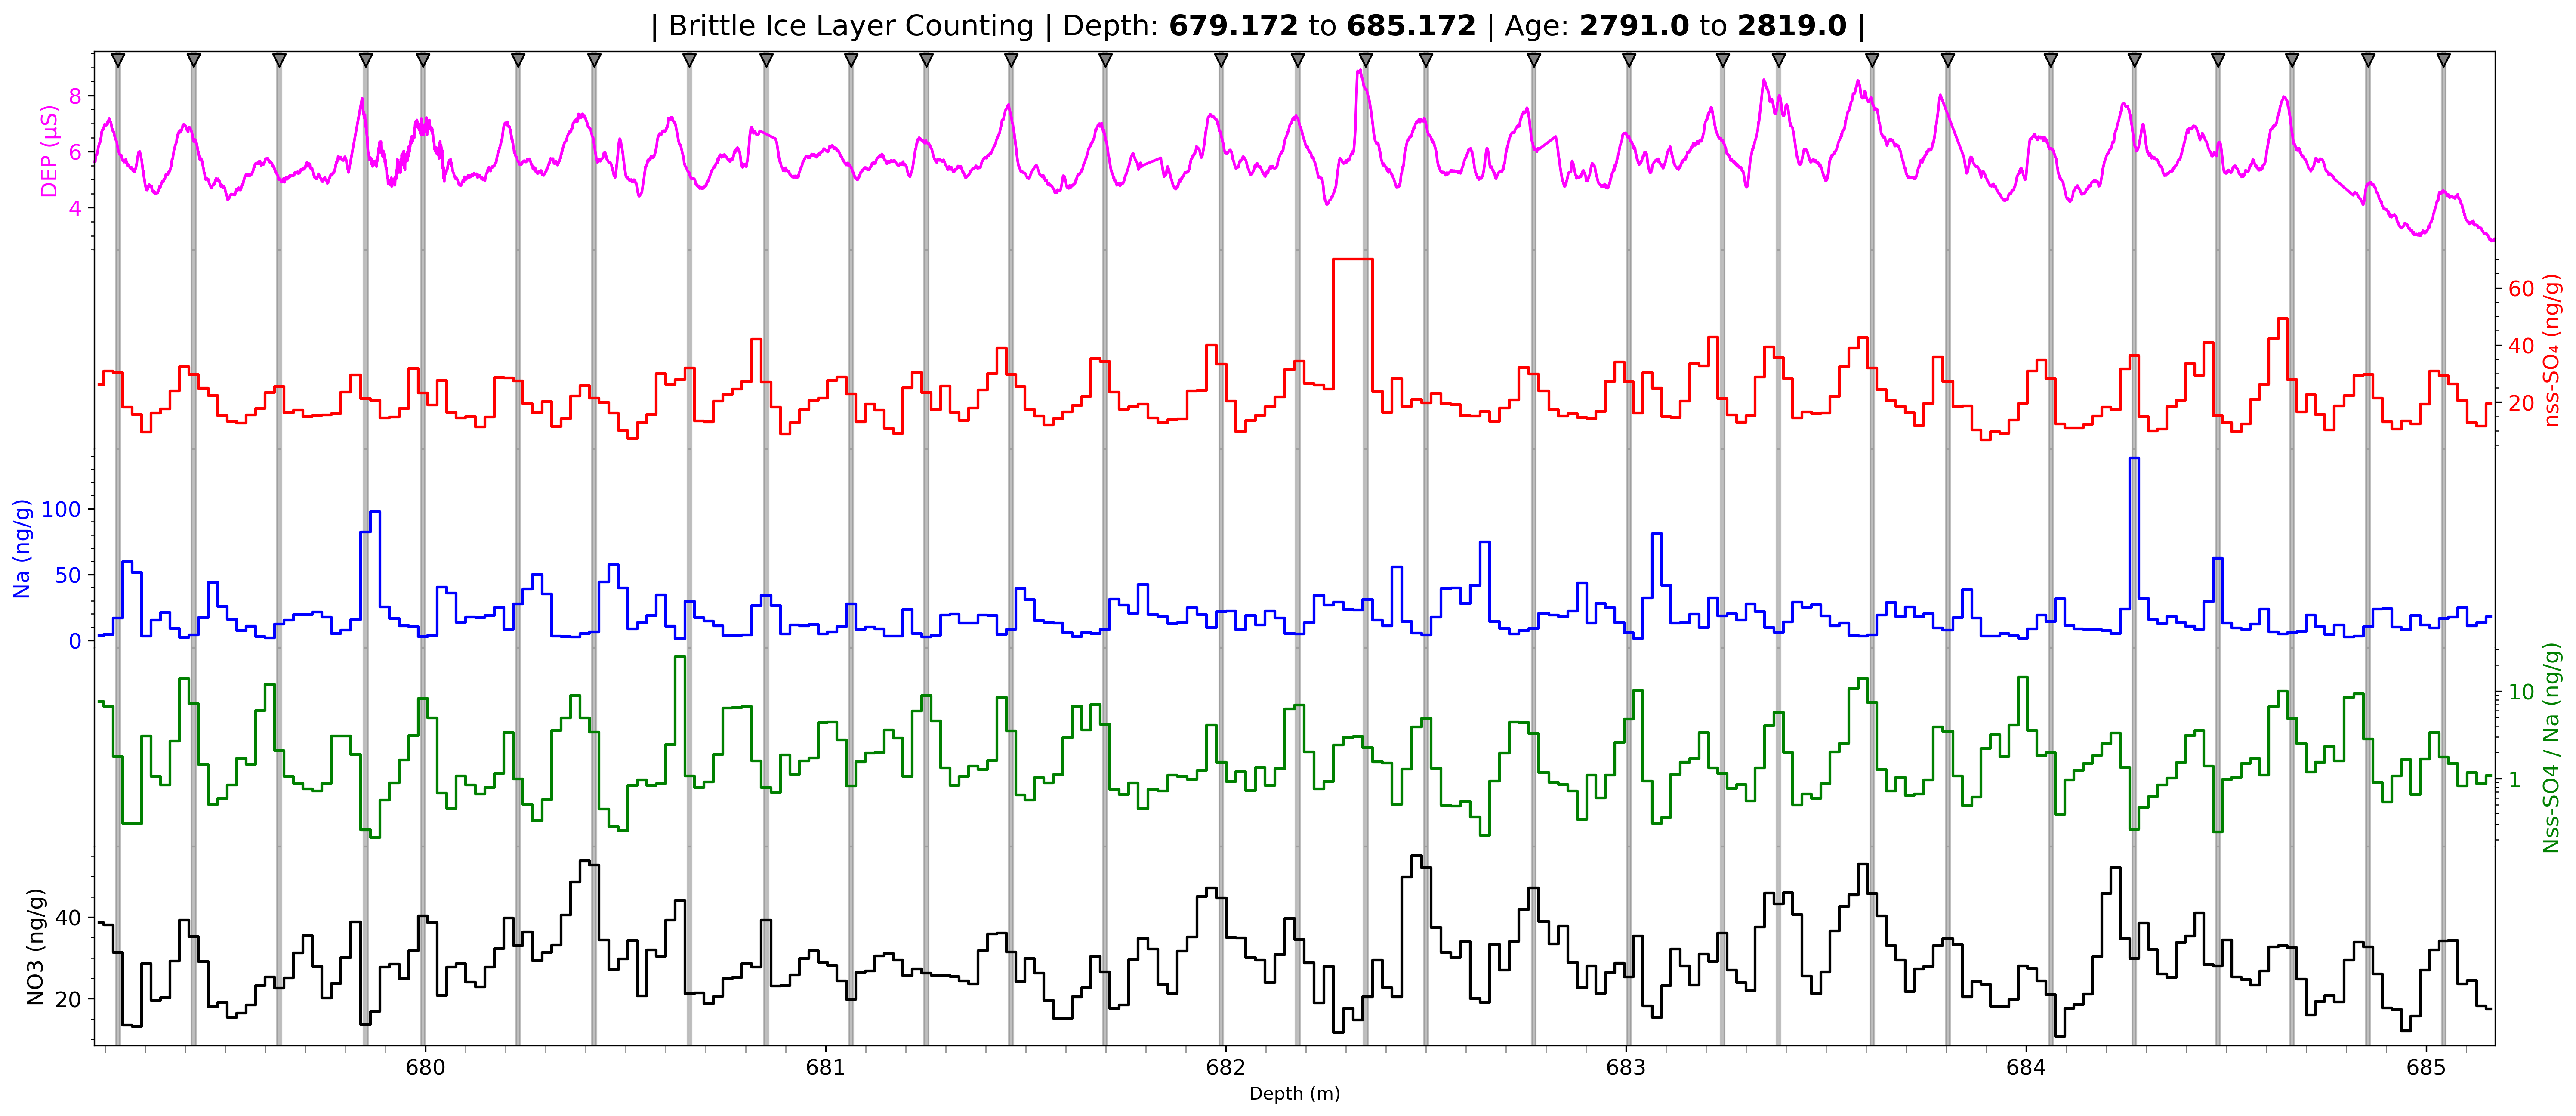 | Brittle Ice Layer Counting | Depth: 679.172 to 685.172 | Age: 2791.0 to 2819.0 |
DEP (µS)
8
6
4
60
40
20
nss-SO₄ (ng/g)
Na (ng/g)
100
50
0
10
1
Nss-SO4 / Na (ng/g)
NO3 (ng/g)
40
20
680 681 682 683 684 685
Depth (m)